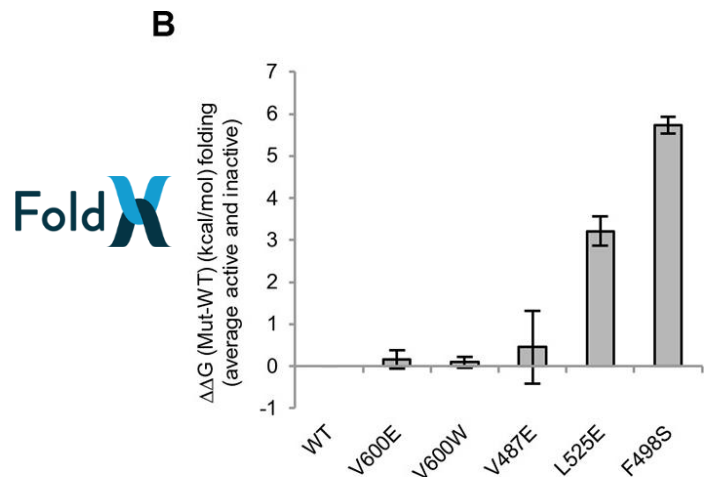 B
FoldX
ΔΔG (Mut-WT) (kcal/mol) folding
(average active and inactive)
7
6
5
4
3
2
1
0
-1
WT
V600E
V600W
V487E
L525E
F498S